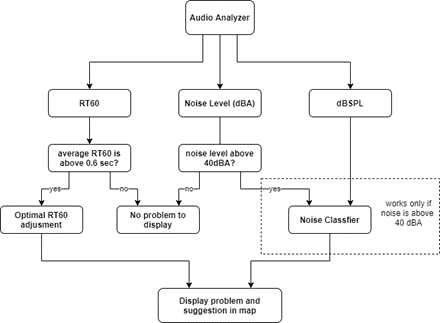 Audio Analyzer
RT60
Noise Level (dBA)
dBSPL
average RT60 is
above 0.6 sec?
noise level above
40dBA?
yes
no
no
yes
works only if
noise is above
40 dBA
Optimal RT60
adjusment
No problem to
display
Noise Classfier
Display problem and
suggestion in map